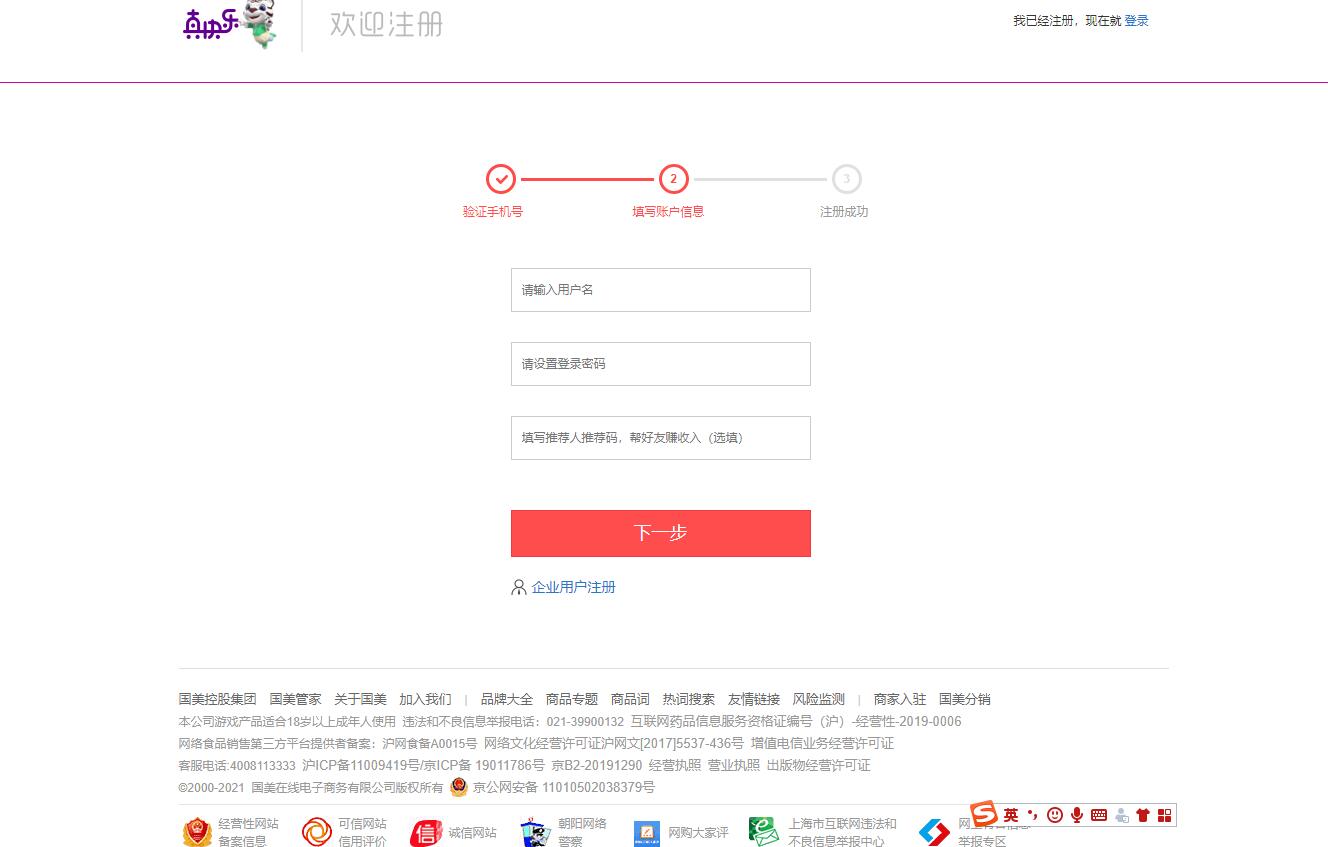 真快乐 欢迎注册 我已经注册，现在就 登录
2 3
验证手机号 填写账户信息 注册成功
请输入用户名
请设置登录密码
填写推荐人推荐码，帮好友赚收入（选填）
下一步
企业用户注册
国美控股集团 国美管家 关于国美 加入我们 | 品牌大全 商品专题 商品词 热词搜索 友情链接 风险监测 | 商家入驻 国美分销
本公司游戏产品适合18岁以上成年人使用 违法和不良信息举报电话：021-39900132 互联网药品信息服务资格证编号（沪）-经营性-2019-0006
网络食品销售第三方平台提供者备案：沪网食备A0015号 网络文化经营许可证沪网文[2017]5537-436号 增值电信业务经营许可证
客服电话:4008113333 沪ICP备11009419号/京ICP备 19011786号 京B2-20191290 经营执照 营业执照 出版物经营许可证
©2000-2021 国美在线电子商务有限公司版权所有 京公网安备 11010502038379号
英
经营性网站
备案信息
可信网站
信用评价
信 诚信网站
朝阳网络
警察
网购大家评
上海市互联网违法和
不良信息举报中心
举报专区